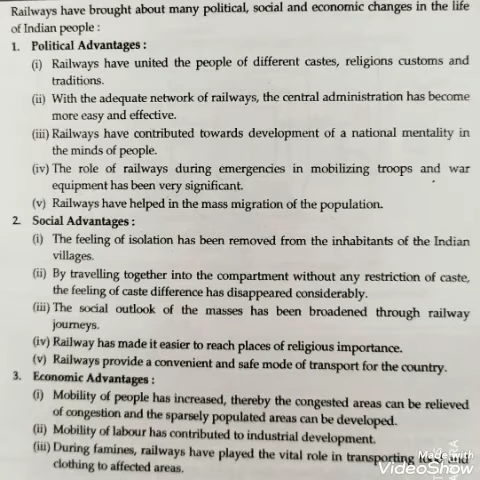 Railways have brought about many political, social and economic changes in the life
of Indian people :
1. Political Advantages :
(i) Railways have united the people of different castes, religions customs and
traditions.
(ii) With the adequate network of railways, the central administration has become
more easy and effective.
(iii) Railways have contributed towards development of a national mentality in
the minds of people.
(iv) The role of railways during emergencies in mobilizing troops and war
equipment has been very significant.
(v) Railways have helped in the mass migration of the population.
2. Social Advantages :
(i) The feeling of isolation has been removed from the inhabitants of the Indian
villages.
(ii) By travelling together into the compartment without any restriction of caste,
the feeling of caste difference has disappeared considerably.
(iii) The social outlook of the masses has been broadened through railway
journeys.
(iv) Railway has made it easier to reach places of religious importance.
(v) Railways provide a convenient and safe mode of transport for the country.
3. Economic Advantages :
(i) Mobility of people has increased, thereby the congested areas can be relieved
of congestion and the sparsely populated areas can be developed.
(ii) Mobility of labour has contributed to industrial development.
(iii) During famines, railways have played the vital role in transporting
clothing to affected areas.
Made with
VideoShow